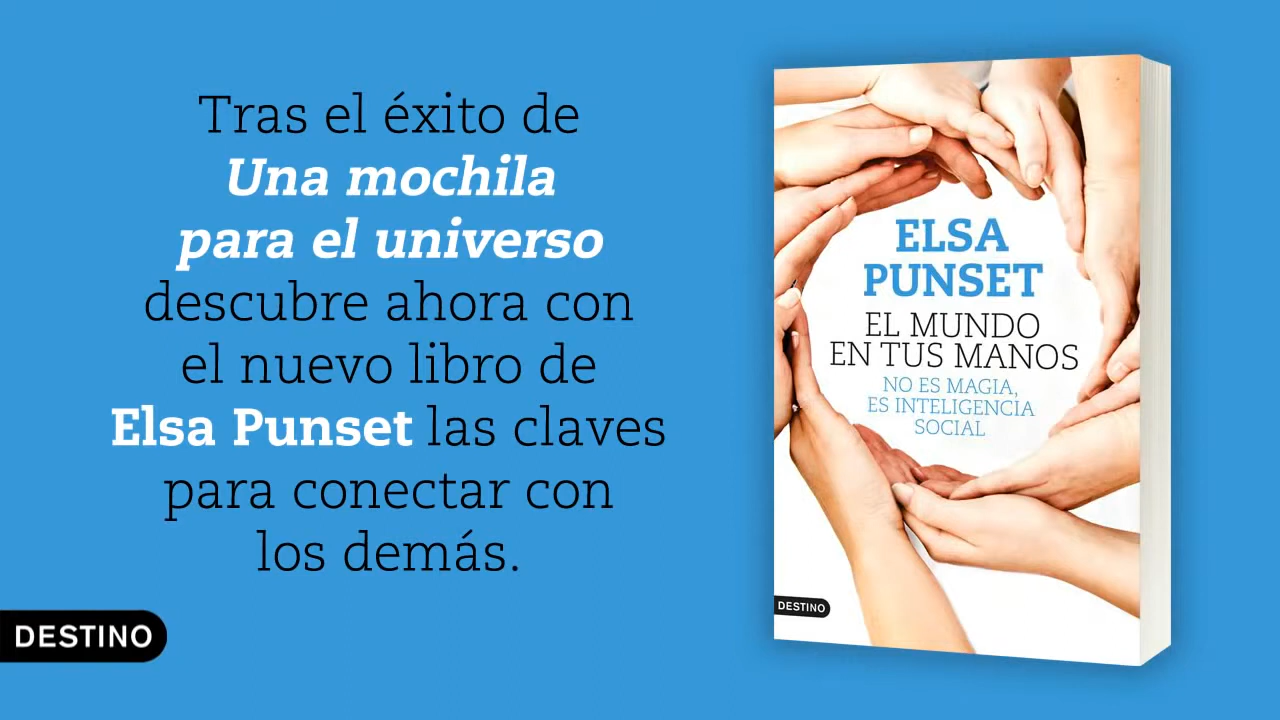 Tras el éxito de
Una mochila
para el universo
descubre ahora con
el nuevo libro de
Elsa Punset las claves
para conectar con
los demás.
DESTINO
ELSA
PUNSET
EL MUNDO
EN TUS MANOS
NO ES MAGIA,
ES INTELIGENCIA
SOCIAL
DESTINO